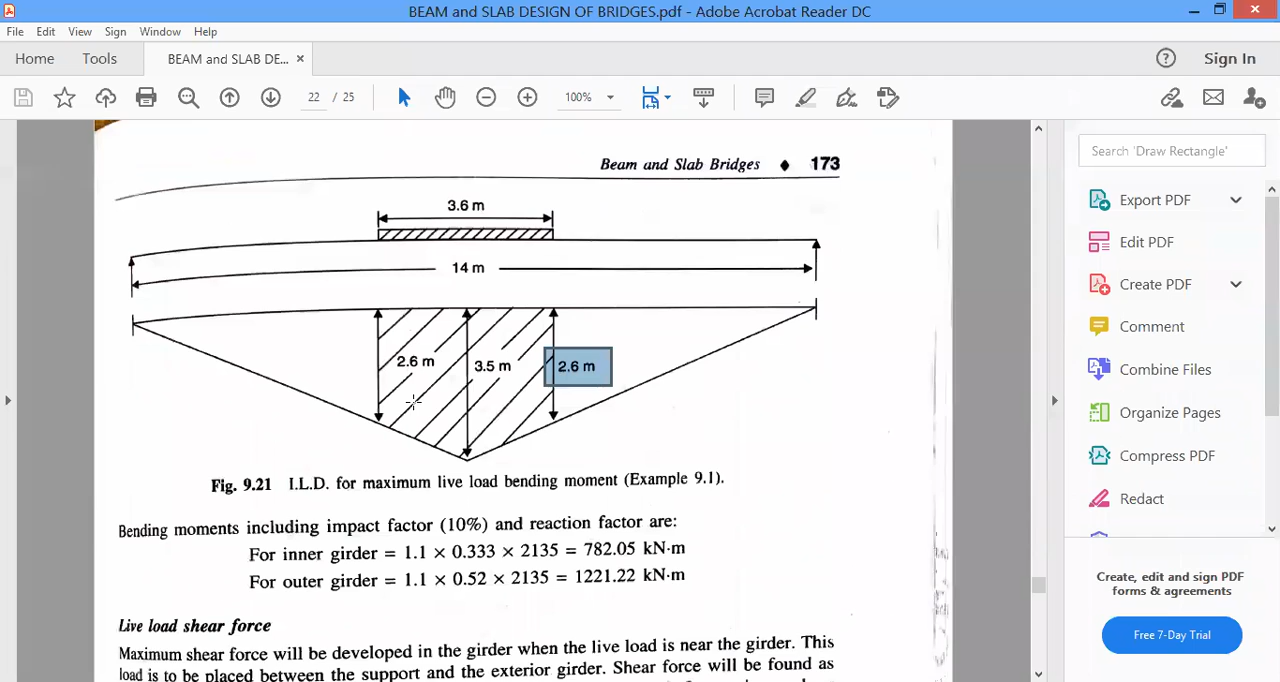 BEAM and SLAB DESIGN OF BRIDGES.pdf - Adobe Acrobat Reader DC
File Edit View Sign Window Help
Home Tools BEAM and SLAB DE... × Sign In
22 / 25 100%
Search 'Draw Rectangle'
Export PDF
Edit PDF
Create PDF
Comment
Combine Files
Organize Pages
Compress PDF
Redact
Create, edit and sign PDF
forms & agreements
Free 7-Day Trial
Beam and Slab Bridges ♦ 173
3.6 m
14 m
2.6 m 3.5 m 2.6 m
Fig. 9.21 I.L.D. for maximum live load bending moment (Example 9.1).
Bending moments including impact factor (10%) and reaction factor are:
For inner girder = 1.1 × 0.333 × 2135 = 782.05 kN·m
For outer girder = 1.1 × 0.52 × 2135 = 1221.22 kN·m
Live load shear force
Maximum shear force will be developed in the girder when the live load is near the girder. This
load is to be placed between the support and the exterior girder. Shear force will be found as